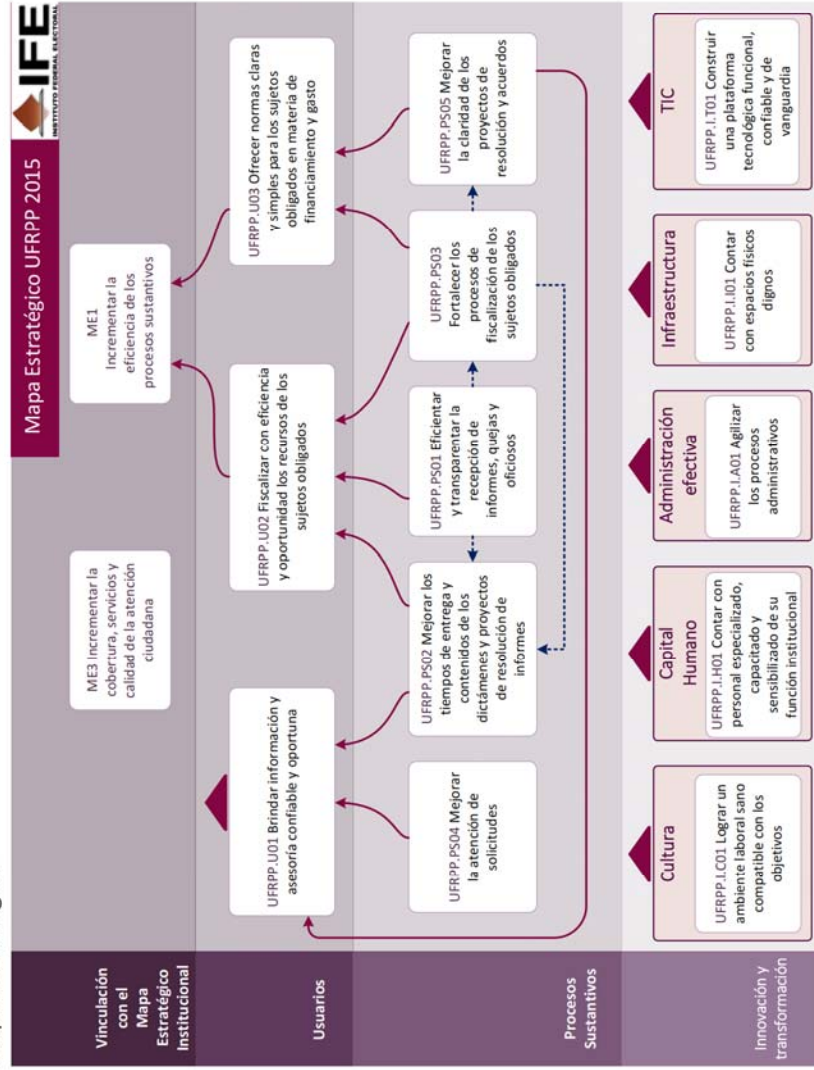 Mapa Estratégico UFRPP 2015
IFE
INSTITUTO FEDERAL ELECTORAL
Vinculación
con el
Mapa
Estratégico
Institucional
ME3 Incrementar la
cobertura, servicios y
calidad de la atención
ciudadana
ME1
Incrementar la
eficiencia de los
procesos sustantivos
Usuarios
UFRPP.U01 Brindar información y
asesoría confiable y oportuna
UFRPP.U02 Fiscalizar con eficiencia
y oportunidad los recursos de los
sujetos obligados
UFRPP.U03 Ofrecer normas claras
y simples para los sujetos
obligados en materia de
financiamiento y gasto
Procesos
Sustantivos
UFRPP.PS04 Mejorar
la atención de
solicitudes
UFRPP.PS02 Mejorar los
tiempos de entrega y
contenidos de los
dictámenes y proyectos
de resolución de
informes
UFRPP.PS01 Eficientar
y transparentar la
recepción de
informes, quejas y
oficiosos
UFRPP.PS03
Fortalecer los
procesos de
fiscalización de los
sujetos obligados
UFRPP.PS05 Mejorar
la claridad de los
proyectos de
resolución y acuerdos
Innovación y
transformación
Cultura
UFRPP.I.C01 Lograr un
ambiente laboral sano
compatible con los
objetivos
Capital
Humano
UFRPP.I.H01 Contar con
personal especializado,
capacitado y
sensibilizado de su
función institucional
Administración
efectiva
UFRPP.I.A01 Agilizar
los procesos
administrativos
Infraestructura
UFRPP.I.I01 Contar
con espacios físicos
dignos
TIC
UFRPP.I.T01 Construir
una plataforma
tecnológica funcional,
confiable y de
vanguardia